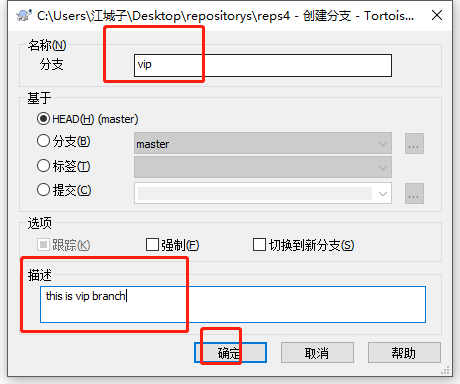 C:\Users\江城子\Desktop\repositorys\reps4 - 创建分支 - Tortois...
名称(N)
分支 vip
基于
HEAD(H) (master)
分支(B) master ...
标签(T)
提交(C) ...
选项
跟踪(K) 强制(F) 切换到新分支(S)
描述
this is vip branch
确定 取消 帮助